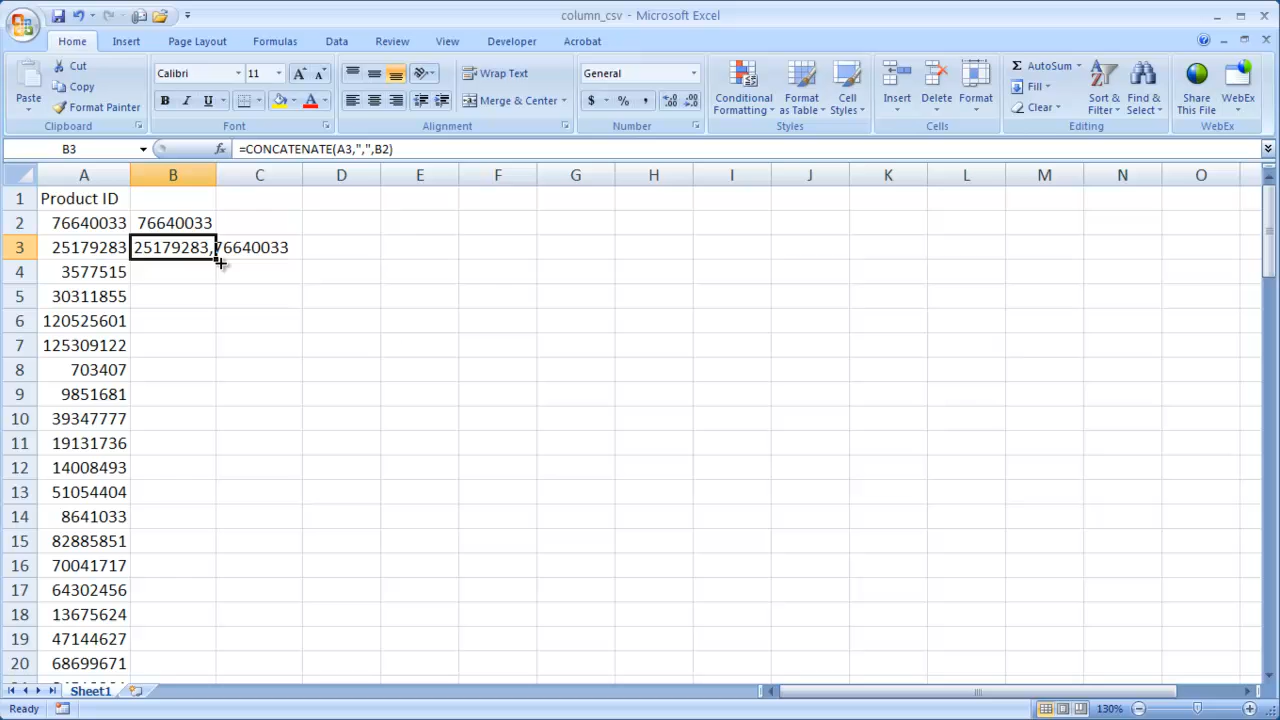 column_csv - Microsoft Excel
Home Insert Page Layout Formulas Data Review View Developer Acrobat
Paste
Cut
Copy
Format Painter
Clipboard
Calibri 11
B I U
Font
Wrap Text
Merge & Center
Alignment
General
$ % ,
Number
Conditional Formatting
Format as Table
Cell Styles
Styles
Insert
Delete
Format
Cells
AutoSum
Fill
Clear
Sort & Filter
Find & Select
Editing
Share This File
WebEx
WebEx
B3 fx =CONCATENATE(A3,",",B2)
A B C D E F G H I J K L M N O
1 Product ID
2 76640033 76640033
3 25179283 25179283,76640033
4 3577515
5 30311855
6 120525601
7 125309122
8 703407
9 9851681
10 39347777
11 19131736
12 14008493
13 51054404
14 8641033
15 82885851
16 70041717
17 64302456
18 13675624
19 47144627
20 68699671
Sheet1
Ready 130%